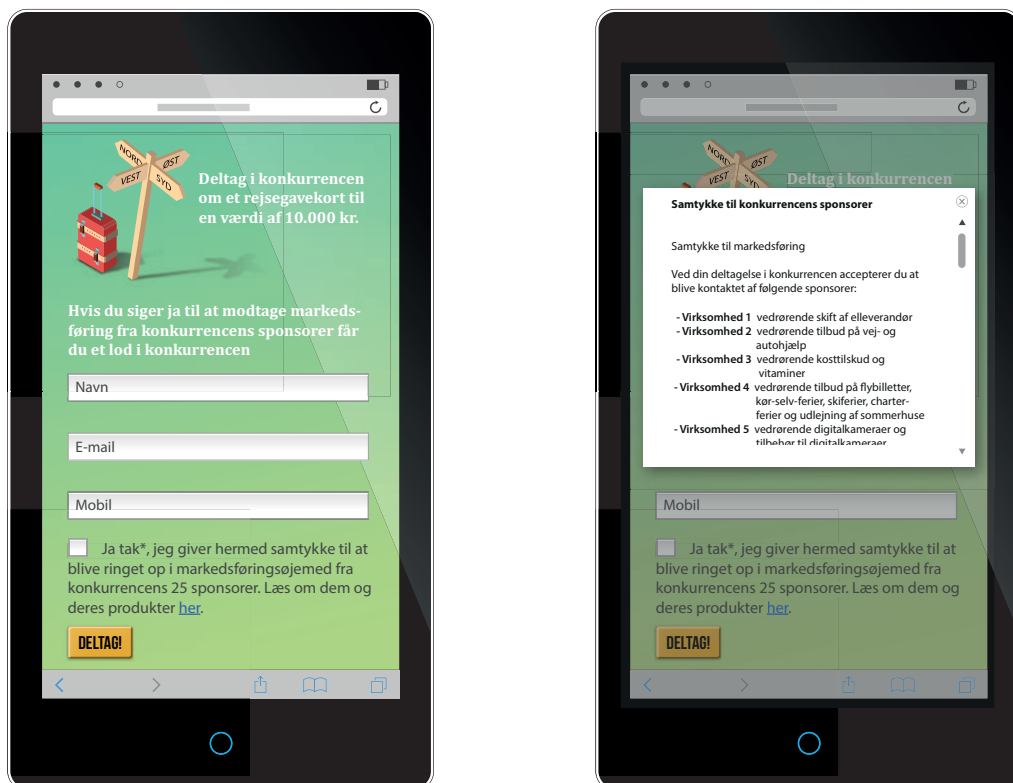 NORD
ØST
VEST
SYD
Deltag i konkurrencen
om et rejsegavekort til
en værdi af 10.000 kr.
Hvis du siger ja til at modtage markeds-
føring fra konkurrencens sponsorer får
du et lod i konkurrencen
Navn
E-mail
Mobil
Ja tak*, jeg giver hermed samtykke til at
blive ringet op i markedsføringsøjemed fra
konkurrencens 25 sponsorer. Læs om dem og
deres produkter her.
DELTAG!
NORD
ØST
VEST
SYD
Deltag i konkurrencen
Samtykke til konkurrencens sponsorer
Samtykke til markedsføring
Ved din deltagelse i konkurrencen accepterer du at
blive kontaktet af følgende sponsorer:
- Virksomhed 1 vedrørende skift af elleverandør
- Virksomhed 2 vedrørende tilbud på vej- og
autohjælp
- Virksomhed 3 vedrørende kosttilskud og
vitaminer
- Virksomhed 4 vedrørende tilbud på flybilletter,
kør-selv-ferier, skiferier, charter-
ferier og udlejning af sommerhuse
- Virksomhed 5 vedrørende digitalkameraer og
tilbehør til digitalkameraer
Mobil
Ja tak*, jeg giver hermed samtykke til at
blive ringet op i markedsføringsøjemed fra
konkurrencens 25 sponsorer. Læs om dem og
deres produkter her.
DELTAG!